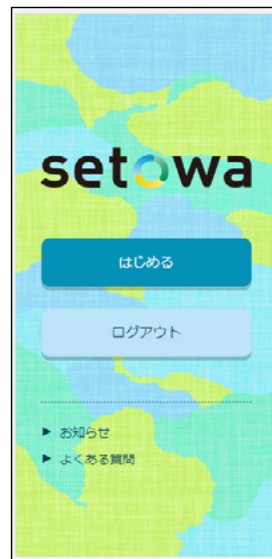 setowa
はじめる
ログアウト
► お知らせ
► よくある質問